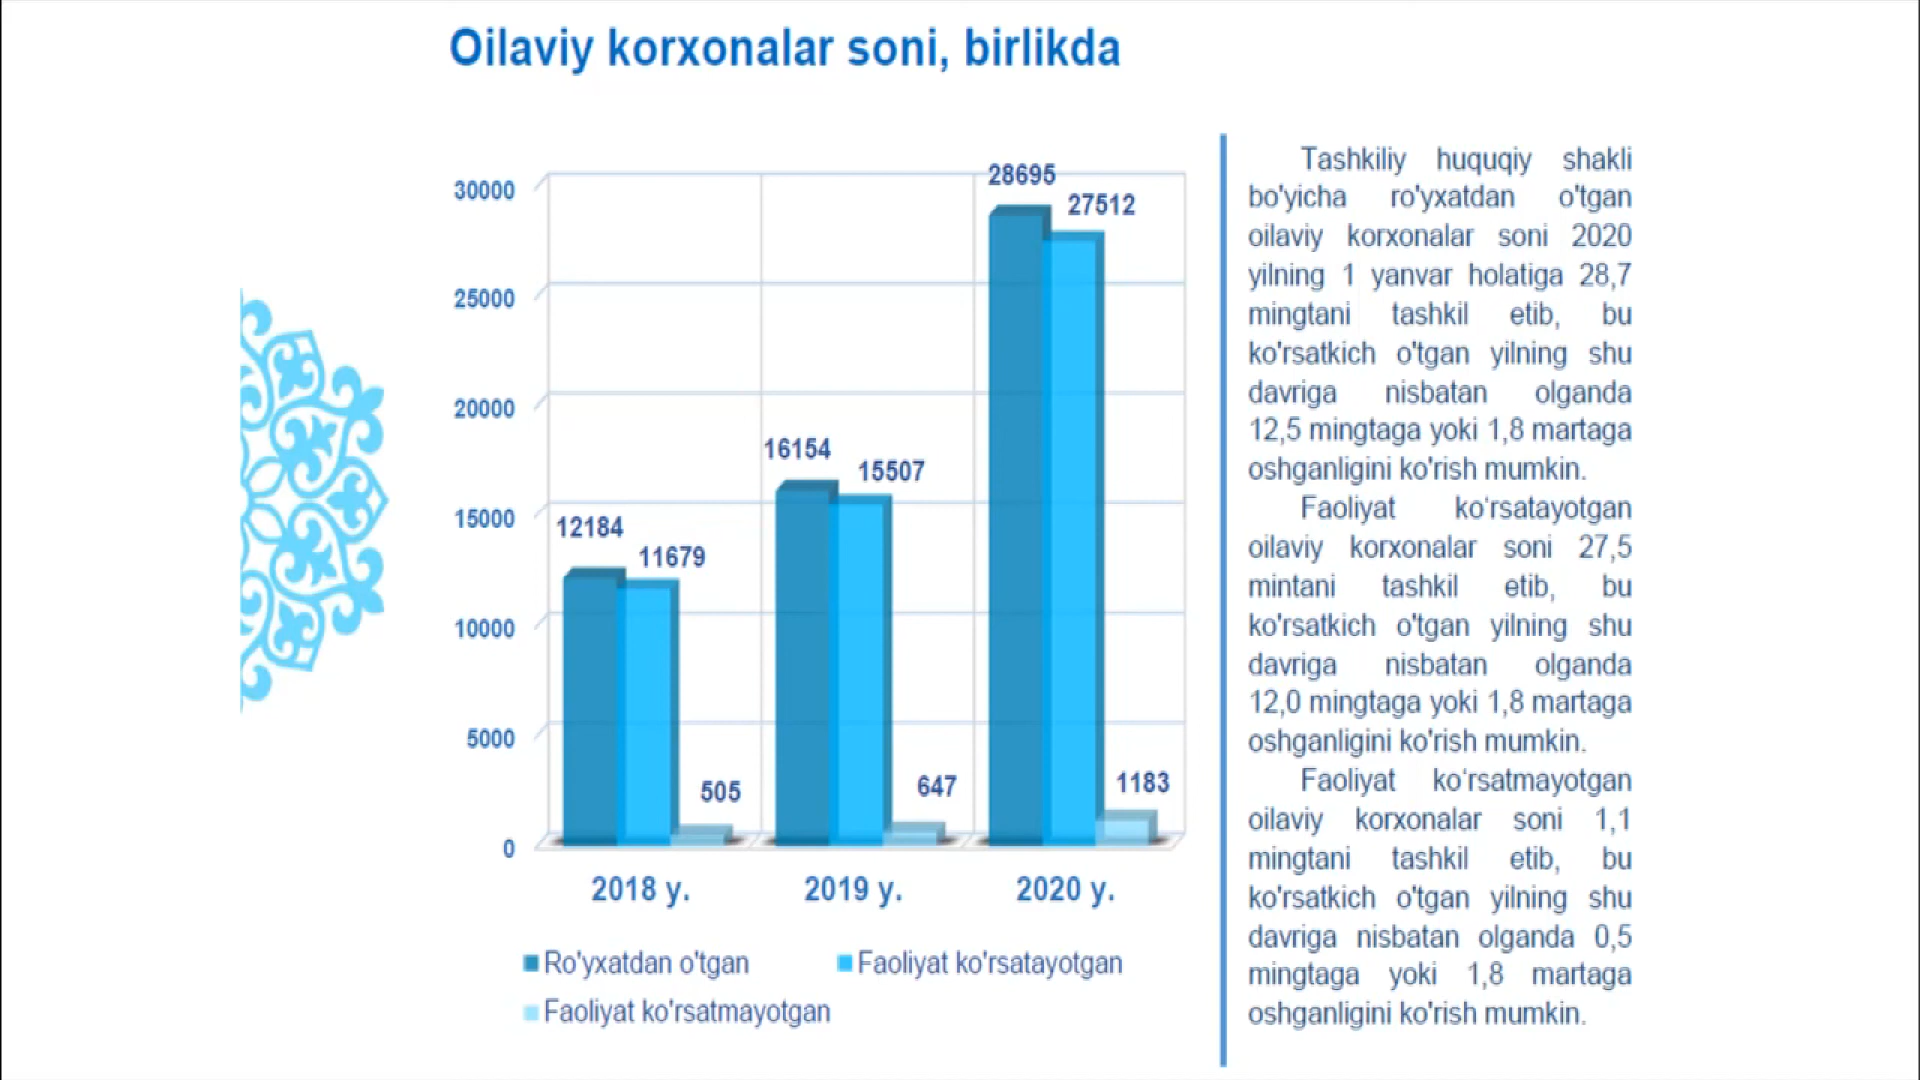 Oilaviy korxonalar soni, birlikda
30000
25000
20000
15000
10000
5000
0
12184
11679
505
16154
15507
647
28695
27512
1183
2018 y.
2019 y.
2020 y.
Ro'yxatdan o'tgan
Faoliyat ko'rsatayotgan
Faoliyat ko'rsatmayotgan
Tashkiliy huquqiy shakli
bo'yicha ro'yxatdan o'tgan
oilaviy korxonalar soni 2020
yilning 1 yanvar holatiga 28,7
mingtani tashkil etib, bu
ko'rsatkich o'tgan yilning shu
davriga nisbatan olganda
12,5 mingtaga yoki 1,8 martaga
oshganligini ko'rish mumkin.
Faoliyat ko‘rsatayotgan
oilaviy korxonalar soni 27,5
mintani tashkil etib, bu
ko'rsatkich o'tgan yilning shu
davriga nisbatan olganda
12,0 mingtaga yoki 1,8 martaga
oshganligini ko'rish mumkin.
Faoliyat ko‘rsatmayotgan
oilaviy korxonalar soni 1,1
mingtani tashkil etib, bu
ko'rsatkich o'tgan yilning shu
davriga nisbatan olganda 0,5
mingtaga yoki 1,8 martaga
oshganligini ko'rish mumkin.